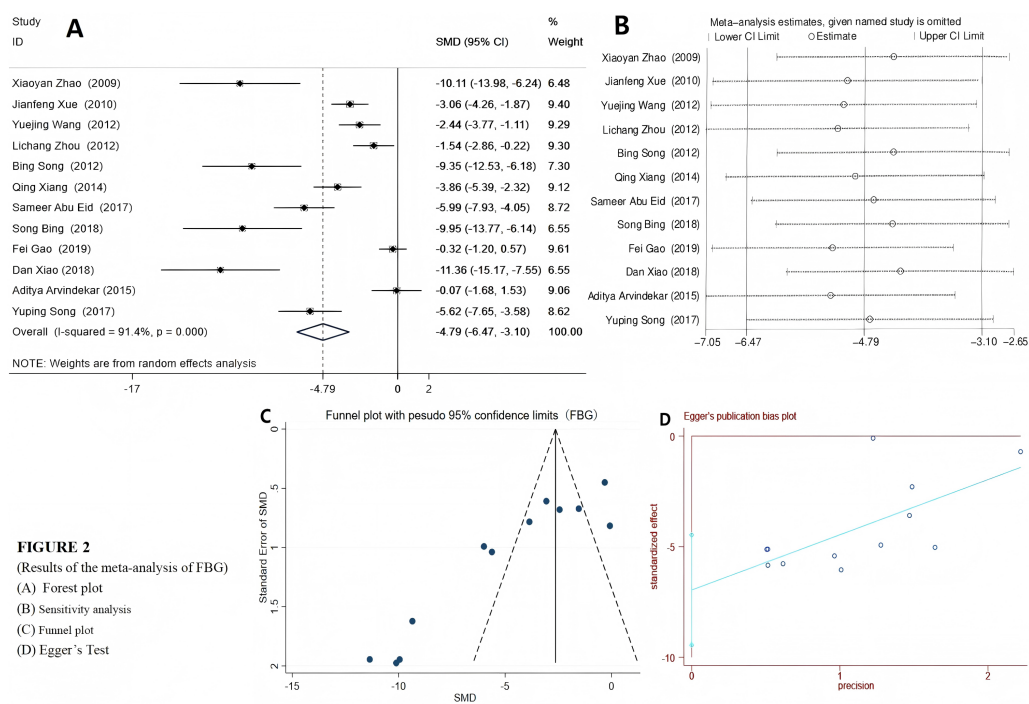 A
Study % 
ID SMD (95% CI) Weight
Xiaoyan Zhao (2009) -10.11 (-13.98, -6.24) 6.48
Jianfeng Xue (2010) -3.06 (-4.26, -1.87) 9.40
Yuejing Wang (2012) -2.44 (-3.77, -1.11) 9.29
Lichang Zhou (2012) -1.54 (-2.86, -0.22) 9.30
Bing Song (2012) -9.35 (-12.53, -6.18) 7.30
Qing Xiang (2014) -3.86 (-5.39, -2.32) 9.12
Sameer Abu Eid (2017) -5.99 (-7.93, -4.05) 8.72
Song Bing (2018) -9.95 (-13.77, -6.14) 6.55
Fei Gao (2019) -0.32 (-1.20, 0.57) 9.61
Dan Xiao (2018) -11.36 (-15.17, -7.55) 6.55
Aditya Arvindekar (2015) -0.07 (-1.68, 1.53) 9.06
Yuping Song (2017) -5.62 (-7.65, -3.58) 8.62
Overall (I-squared = 91.4%, p = 0.000) -4.79 (-6.47, -3.10) 100.00
NOTE: Weights are from random effects analysis
-17 -4.79 0 2
B
Meta–analysis estimates, given named study is omitted
Lower CI Limit Estimate Upper CI Limit
Xiaoyan Zhao (2009)
Jianfeng Xue (2010)
Yuejing Wang (2012)
Lichang Zhou (2012)
Bing Song (2012)
Qing Xiang (2014)
Sameer Abu Eid (2017)
Song Bing (2018)
Fei Gao (2019)
Dan Xiao (2018)
Aditya Arvindekar (2015)
Yuping Song (2017)
−7.05 −6.47 −4.79 −3.10 −2.65
C
Funnel plot with pesudo 95% confidence limits（FBG）
Standard Error of SMD
0
.5
1
1.5
2
-15 -10 -5 0
SMD
D
Egger's publication bias plot
standardized effect
0
-5
-10
0 1 2
precision
FIGURE 2
(Results of the meta-analysis of FBG)
(A) Forest plot
(B) Sensitivity analysis
(C) Funnel plot
(D) Egger’s Test